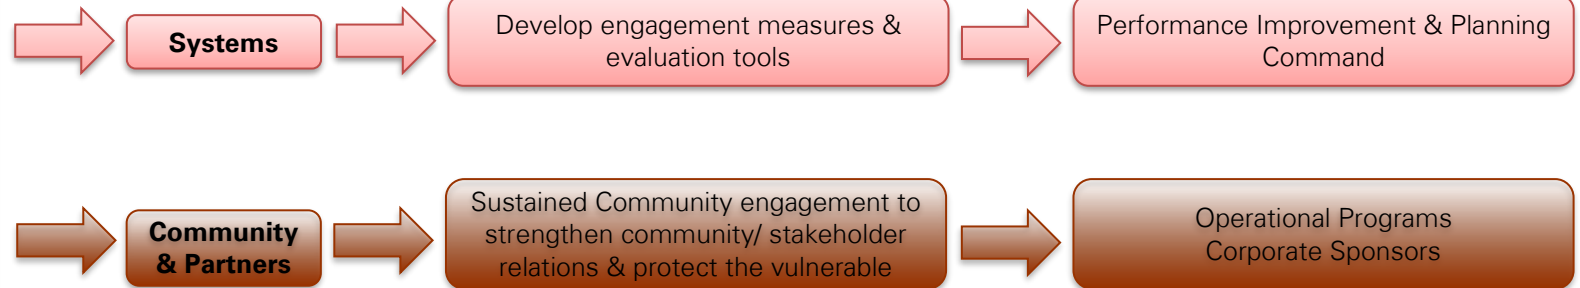 Systems
Develop engagement measures &
evaluation tools
Performance Improvement & Planning
Command
Community
& Partners
Sustained Community engagement to
strengthen community/ stakeholder
relations & protect the vulnerable
Operational Programs
Corporate Sponsors